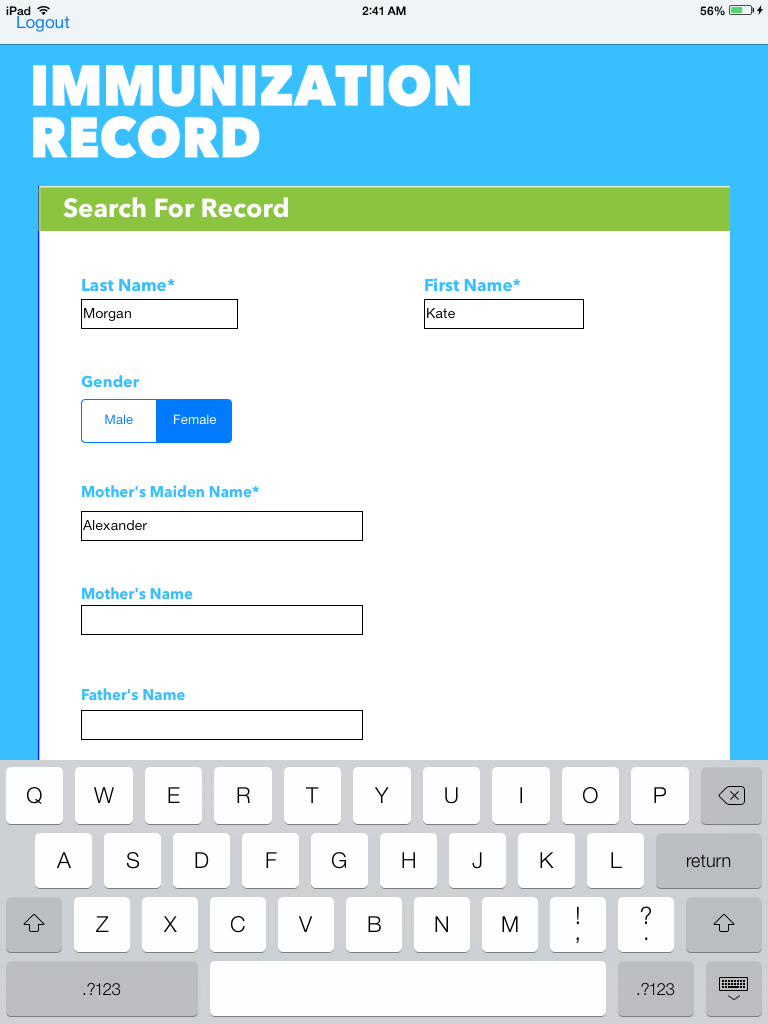 iPad 2:41 AM 56%
Logout
IMMUNIZATION
RECORD
Search For Record
Last Name* First Name*
Morgan Kate
Gender
Male Female
Mother's Maiden Name*
Alexander
Mother's Name
Father's Name
Q W E R T Y U I O P
A S D F G H J K L return
Z X C V B N M ! , ? .
.?123 .?123